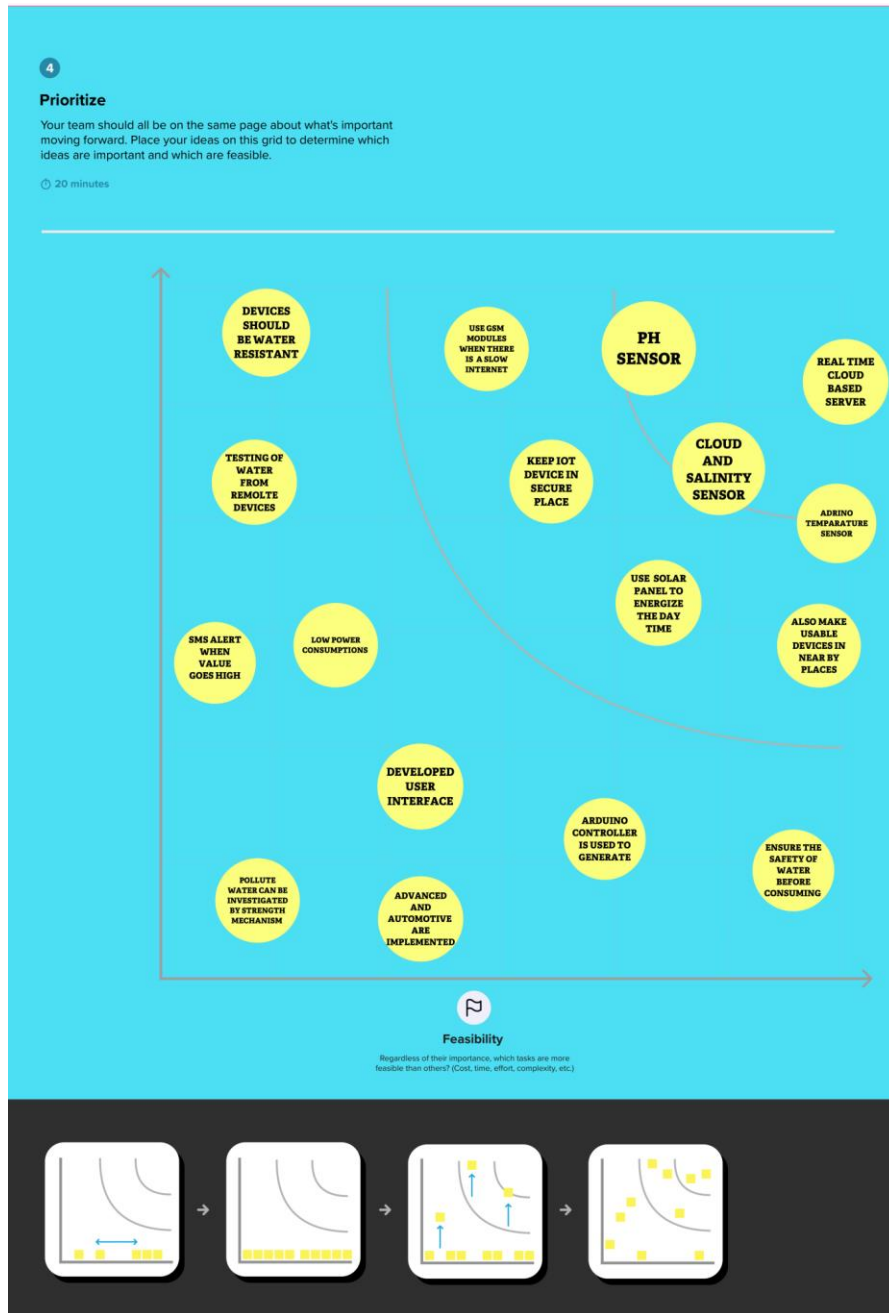 4
Prioritize
Your team should all be on the same page about what's important
moving forward. Place your ideas on this grid to determine which
ideas are important and which are feasible.
20 minutes
DEVICES
SHOULD
BE WATER
RESISTANT
USE GSM
MODULES
WHEN THERE
IS A SLOW
INTERNET
PH
SENSOR
REAL TIME
CLOUD
BASED
SERVER
TESTING OF
WATER
FROM
REMOLTE
DEVICES
KEEP IOT
DEVICE IN
SECURE
PLACE
CLOUD
AND
SALINITY
SENSOR
ADRINO
TEMPARATURE
SENSOR
USE SOLAR
PANEL TO
ENERGIZE
THE DAY
TIME
SMS ALERT
WHEN
VALUE
GOES HIGH
LOW POWER
CONSUMPTIONS
ALSO MAKE
USABLE
DEVICES IN
NEAR BY
PLACES
DEVELOPED
USER
INTERFACE
ARDUINO
CONTROLLER
IS USED TO
GENERATE
ENSURE THE
SAFETY OF
WATER
BEFORE
CONSUMING
POLLUTE
WATER CAN BE
INVESTIGATED
BY STRENGTH
MECHANISM
ADVANCED
AND
AUTOMOTIVE
ARE
IMPLEMENTED
Feasibility
Regardless of their importance, which tasks are more
feasible than others? (Cost, time, effort, complexity, etc.)